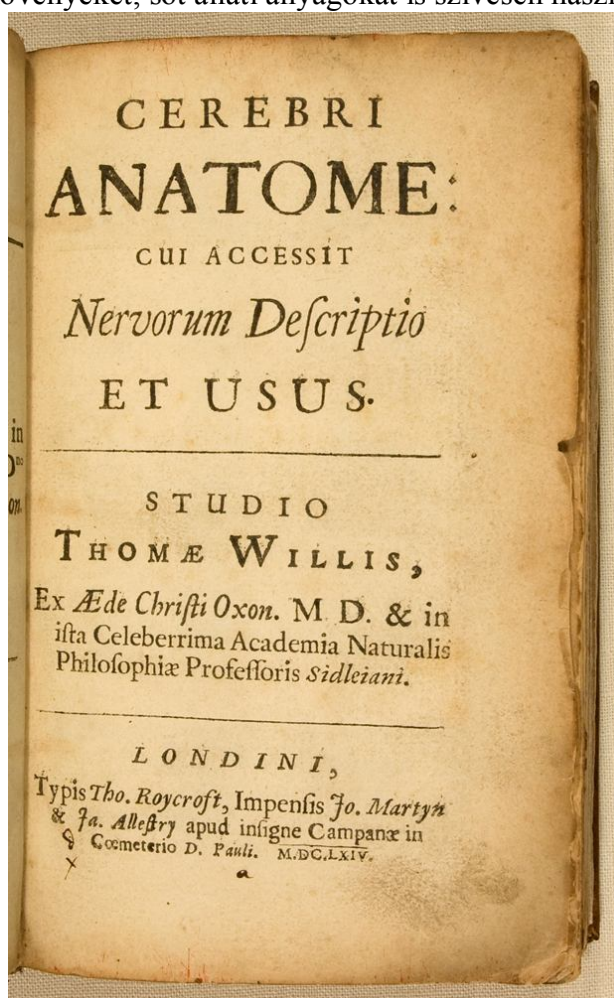 CEREBRI
ANATOME:
CUI ACCESSIT
Nervorum Deſcriptio
ET USUS.
STUDIO
THOMÆ WILLIS,
Ex Æde Chriſti Oxon. M D. & in
iſta Celeberrima Academia Naturalis
Philoſophiæ Profeſſoris Sidleiani.
LONDINI,
Typis Tho. Roycroft, Impenſis Jo. Martyn
& Ja. Alleſtry apud inſigne Campanæ in
Cœmeterio D. Pauli. M.DC.LXIV.
a
in
on.